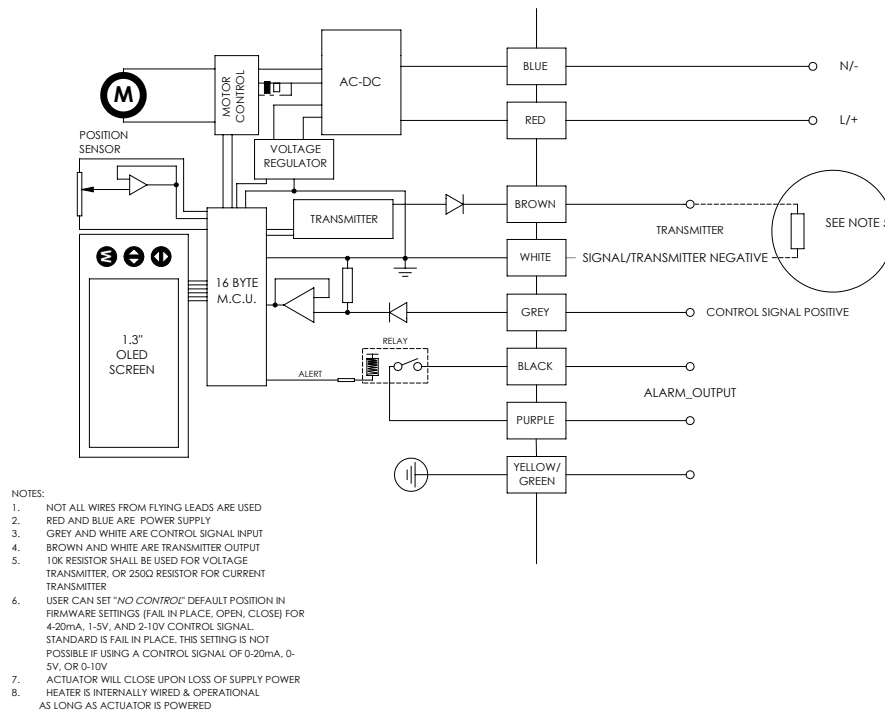 BLUE
N/-
AC-DC
MOTOR
CONTROL
M
RED
L/+
POSITION
SENSOR
VOLTAGE
REGULATOR
BROWN
TRANSMITTER
SEE NOTE 5
TRANSMITTER
WHITE
SIGNAL/TRANSMITTER NEGATIVE
16 BYTE
M.C.U.
M
GREY
CONTROL SIGNAL POSITIVE
1.3"
OLED
SCREEN
RELAY
BLACK
ALERT
ALARM_OUTPUT
PURPLE
YELLOW/
GREEN
NOTES:
1. NOT ALL WIRES FROM FLYING LEADS ARE USED
2. RED AND BLUE ARE POWER SUPPLY
3. GREY AND WHITE ARE CONTROL SIGNAL INPUT
4. BROWN AND WHITE ARE TRANSMITTER OUTPUT
5. 10K RESISTOR SHALL BE USED FOR VOLTAGE
TRANSMITTER, OR 250Ω RESISTOR FOR CURRENT
TRANSMITTER
6. USER CAN SET "NO CONTROL" DEFAULT POSITION IN
FIRMWARE SETTINGS (FAIL IN PLACE, OPEN, CLOSE) FOR
4-20mA, 1-5V, AND 2-10V CONTROL SIGNAL.
STANDARD IS FAIL IN PLACE. THIS SETTING IS NOT
POSSIBLE IF USING A CONTROL SIGNAL OF 0-20mA, 0-
5V, OR 0-10V
7. ACTUATOR WILL CLOSE UPON LOSS OF SUPPLY POWER
8. HEATER IS INTERNALLY WIRED & OPERATIONAL
AS LONG AS ACTUATOR IS POWERED